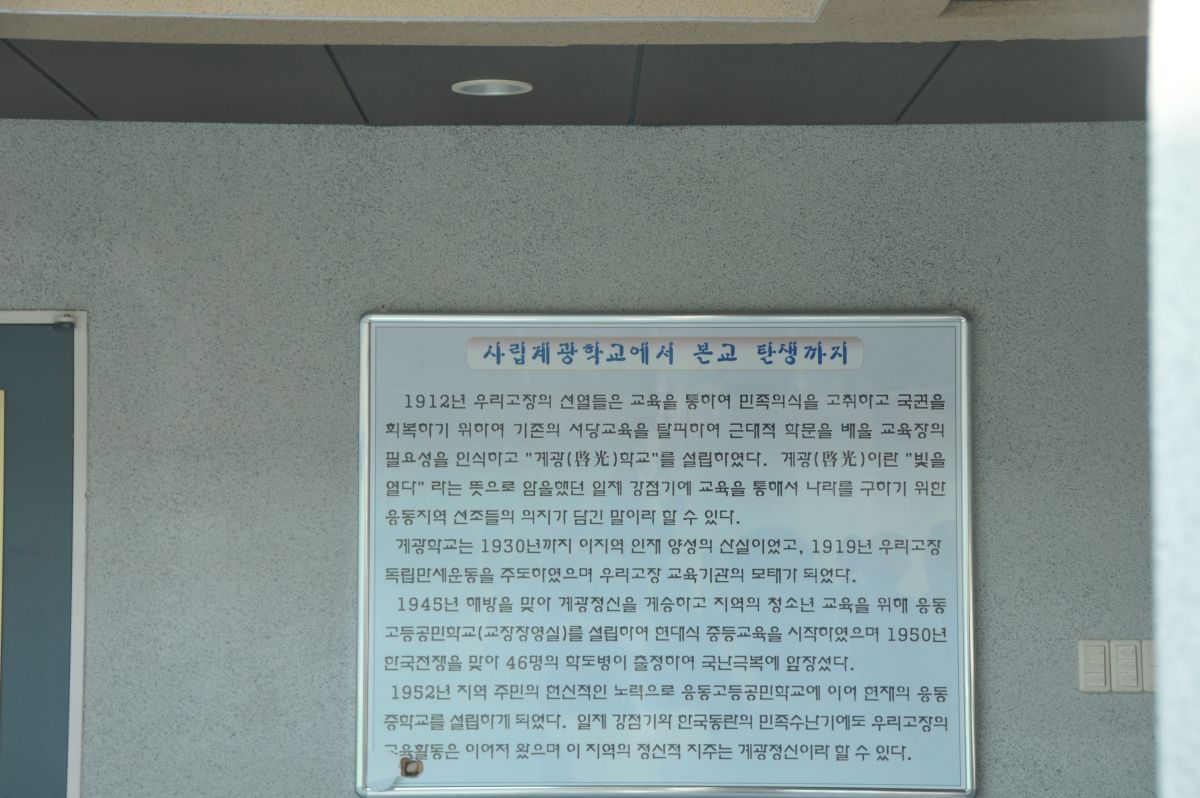 사립계광학교에서 본교 탄생까지
1912년 우리고장의 선열들은 교육을 통하여 민족의식을 고취하고 국권을
회복하기 위하여 기존의 서당교육을 탈피하여 근대적 학문을 배울 교육장의
필요성을 인식하고 "계광(啓光)학교"를 설립하였다. 계광(啓光)이란 "빛을
열다" 라는 뜻으로 암울했던 일제 강점기에 교육을 통해서 나라를 구하기 위한
웅동지역 선조들의 의지가 담긴 말이라 할 수 있다.
계광학교는 1930년까지 이지역 인재 양성의 산실이었고, 1919년 우리고장
독립만세운동을 주도하였으며 우리고장 교육기관의 모태가 되었다.
1945년 해방을 맞아 계광정신을 계승하고 지역의 청소년 교육을 위해 웅동
고등공민학교(교장장영실)를 설립하여 현대식 중등교육을 시작하였으며 1950년
한국전쟁을 맞아 46명의 학도병이 출정하여 국난극복에 앞장섰다.
1952년 지역 주민의 헌신적인 노력으로 웅동고등공민학교에 이어 현재의 웅동
중학교를 설립하게 되었다. 일제 강점기와 한국동란의 민족수난기에도 우리고장의
교육활동은 이어져 왔으며 이 지역의 정신적 지주는 계광정신이라 할 수 있다.